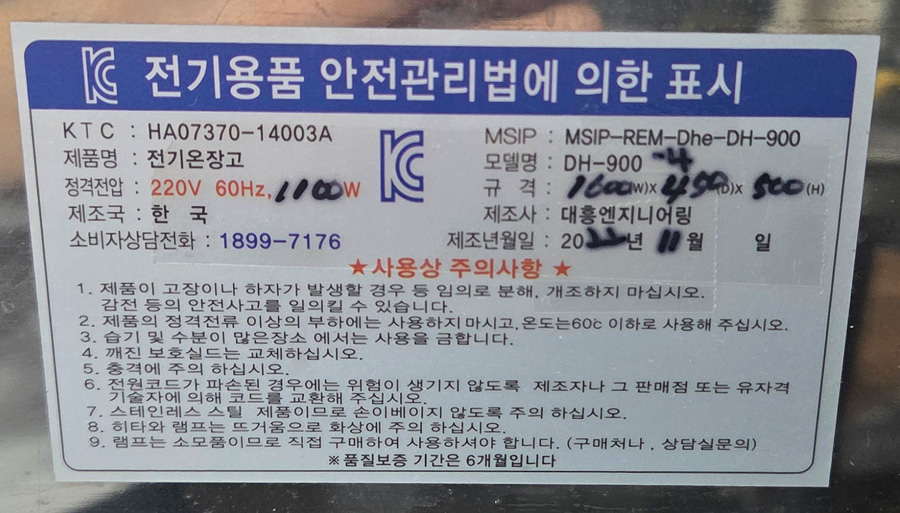 KC 전기용품 안전관리법에 의한 표시
KTC : HA07370-14003A
MSIP : MSIP-REM-Dhe-DH-900
제품명 : 전기온장고
KC
모델명 : DH-900-4
정격전압 : 220V 60Hz, 1100W
규 격 : 1600(W)X 450(D)X 500(H)
제조국 : 한 국
제조사 : 대흥엔지니어링
소비자상담전화 : 1899-7176
제조년월일 : 2022년 11월 일
★사용상 주의사항 ★
1. 제품이 고장이나 하자가 발생할 경우 등 임의로 분해, 개조하지 마십시오.
감전 등의 안전사고를 일의킬 수 있습니다.
2. 제품의 정격전류 이상의 부하에는 사용하지마시고,온도는60c 이하로 사용해 주십시오.
3. 습기 및 수분이 많은장소 에서는 사용을 금합니다.
4. 깨진 보호실드는 교체하십시오.
5. 충격에 주의 하십시오.
6. 전원코드가 파손된 경우에는 위험이 생기지 않도록 제조자나 그 판매점 또는 유자격
기술자에 의해 코드를 교환해 주십시오.
7. 스테인레스 스틸 제품이므로 손이베이지 않도록 주의 하십시오.
8. 히타와 램프는 뜨거움으로 화상에 주의 하십시오.
9. 램프는 소모품이므로 직접 구매하여 사용하셔야 합니다. (구매처나 , 상담실문의)
※품질보증 기간은 6개월입니다